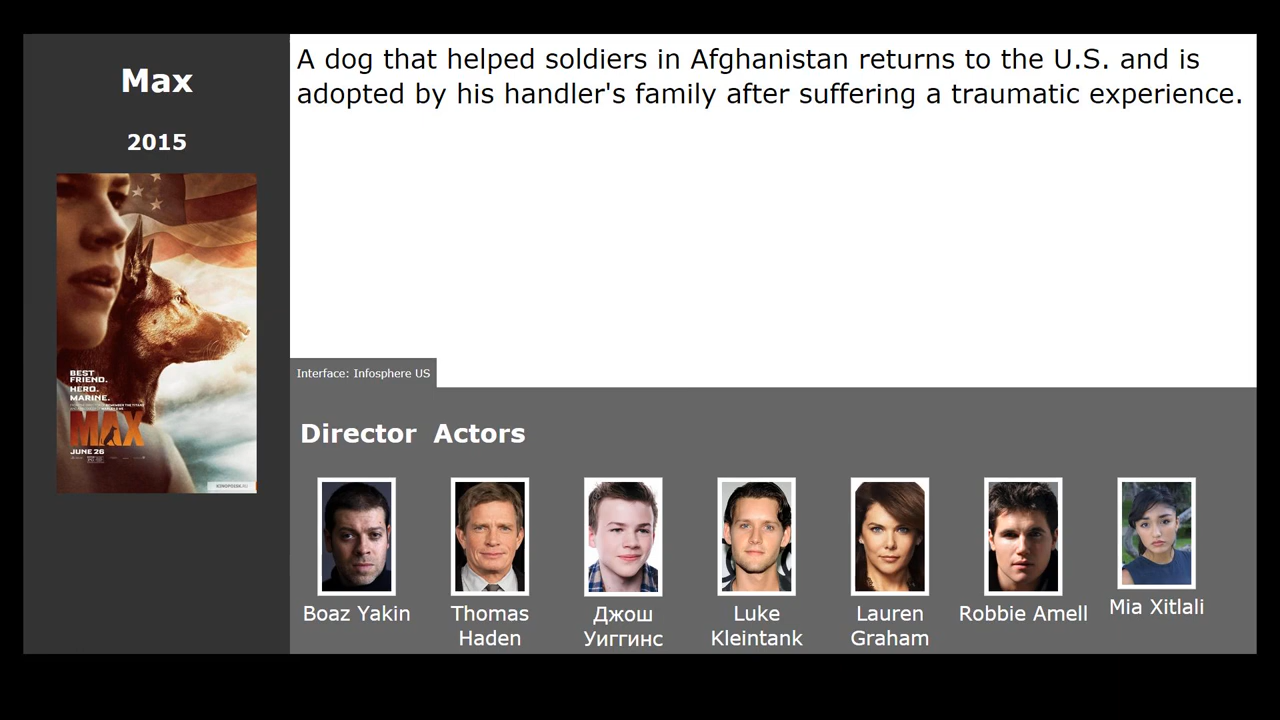 Max
2015
BEST
FRIEND.
HERO.
MARINE.
MAX
JUNE 26
A dog that helped soldiers in Afghanistan returns to the U.S. and is
adopted by his handler's family after suffering a traumatic experience.
Interface: Infosphere US
Director Actors
Boaz Yakin
Thomas
Haden
Джош
Уиггинс
Luke
Kleintank
Lauren
Graham
Robbie Amell
Mia Xitlali